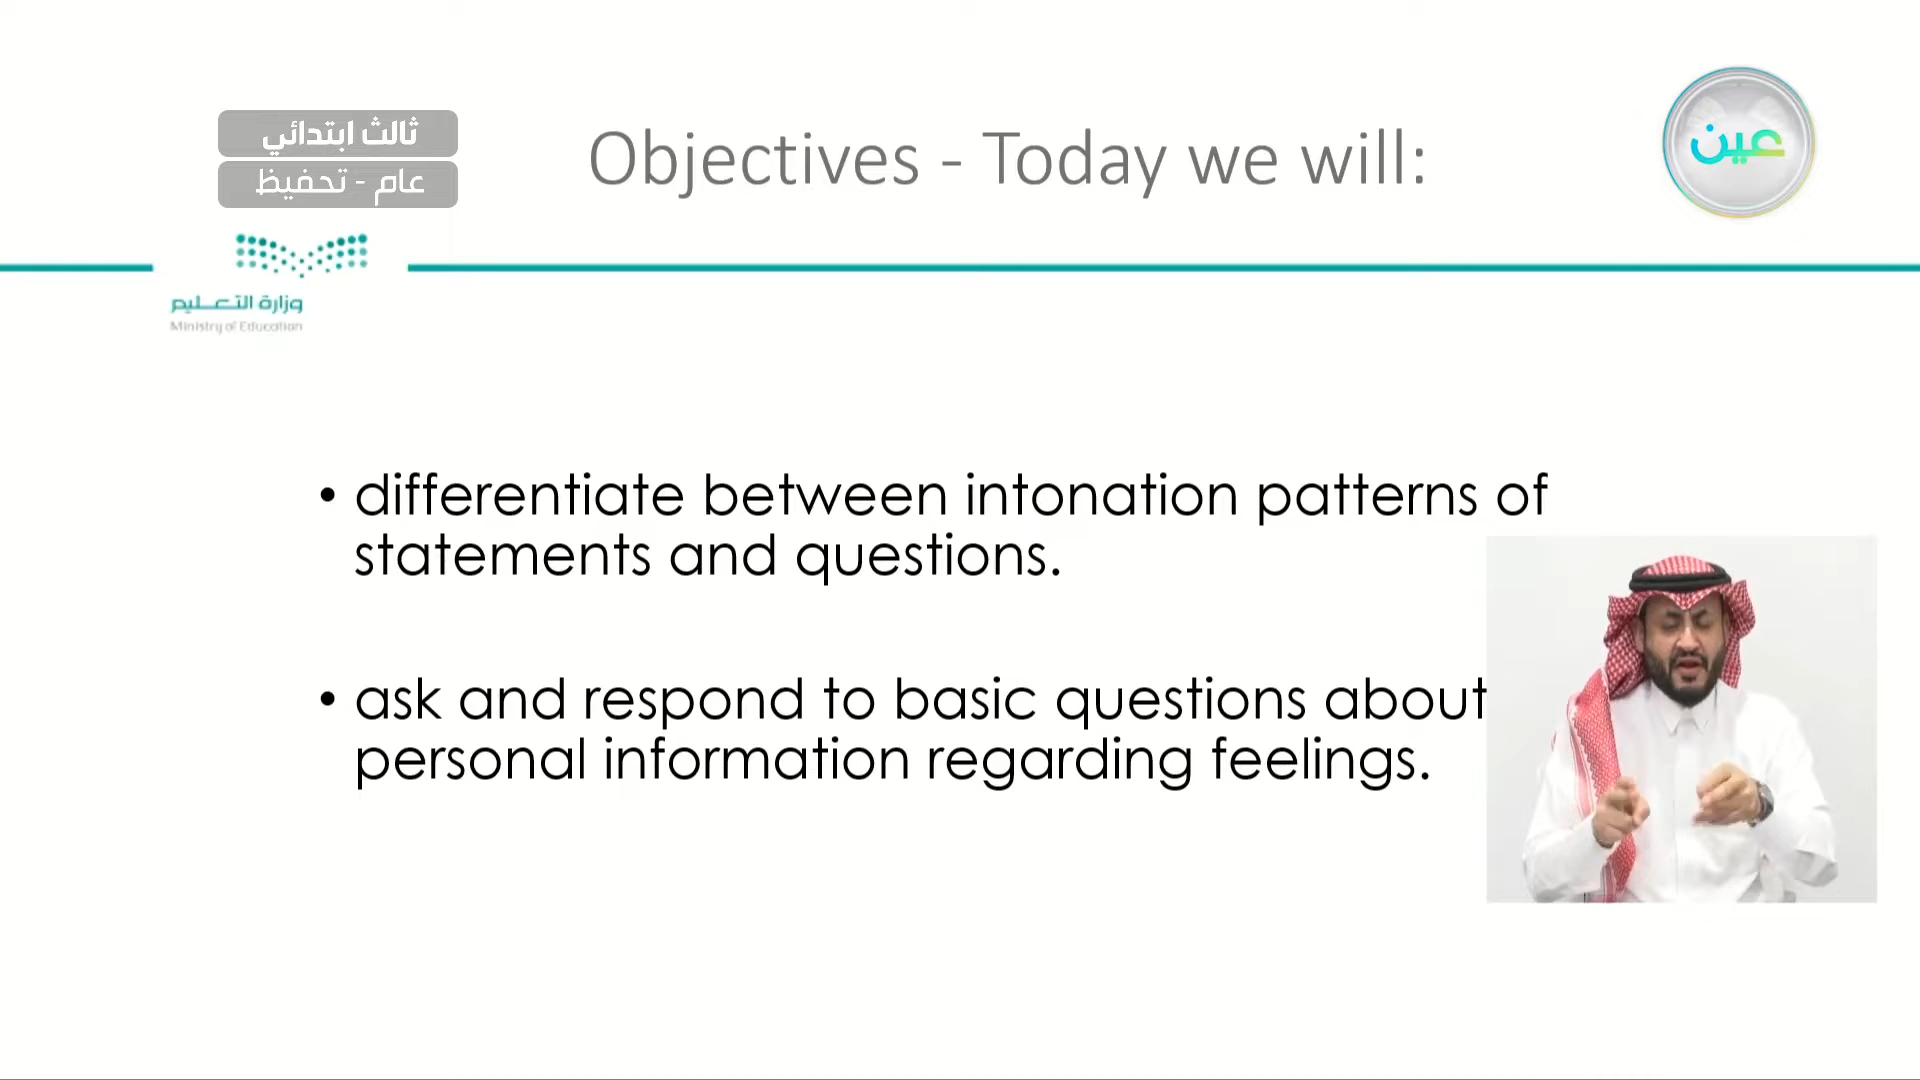 ثالث ابتدائي
عام - تحفيظ
Objectives - Today we will:
عين
وزارة التعليم
Ministry of Education
• differentiate between intonation patterns of
statements and questions.
• ask and respond to basic questions about
personal information regarding feelings.